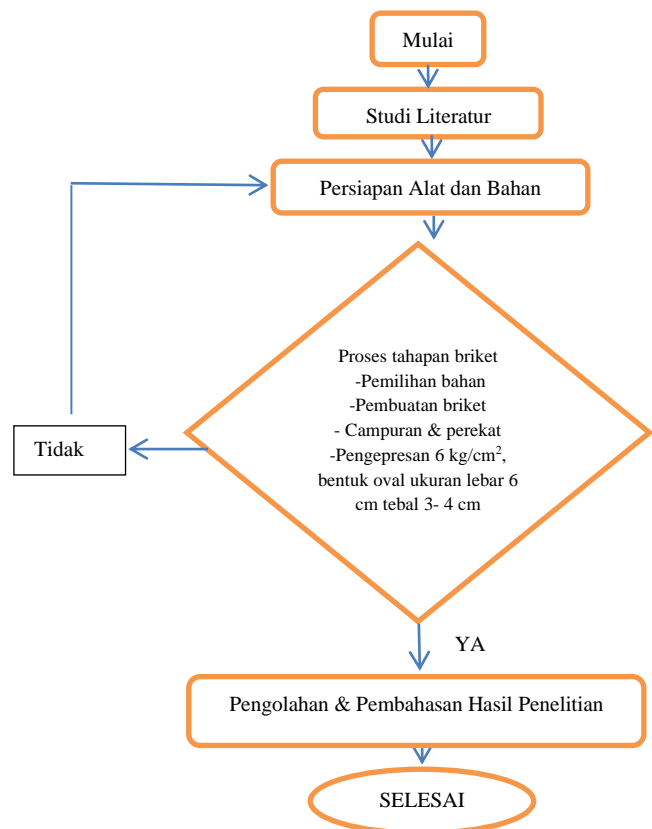 Mulai
Studi Literatur
Persiapan Alat dan Bahan
Proses tahapan briket
-Pemilihan bahan
-Pembuatan briket
- Campuran & perekat
-Pengepresan 6 kg/cm², 
bentuk oval ukuran lebar 6
cm tebal 3- 4 cm
Tidak
YA
Pengolahan & Pembahasan Hasil Penelitian
SELESAI